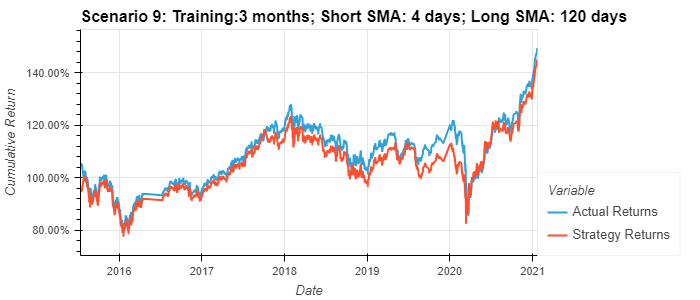 Scenario 9: Training:3 months; Short SMA: 4 days; Long SMA: 120 days
Cumulative Return
140.00%
120.00%
100.00%
80.00%
2016
2017
2018
2019
2020
2021
Date
Variable
Actual Returns
Strategy Returns